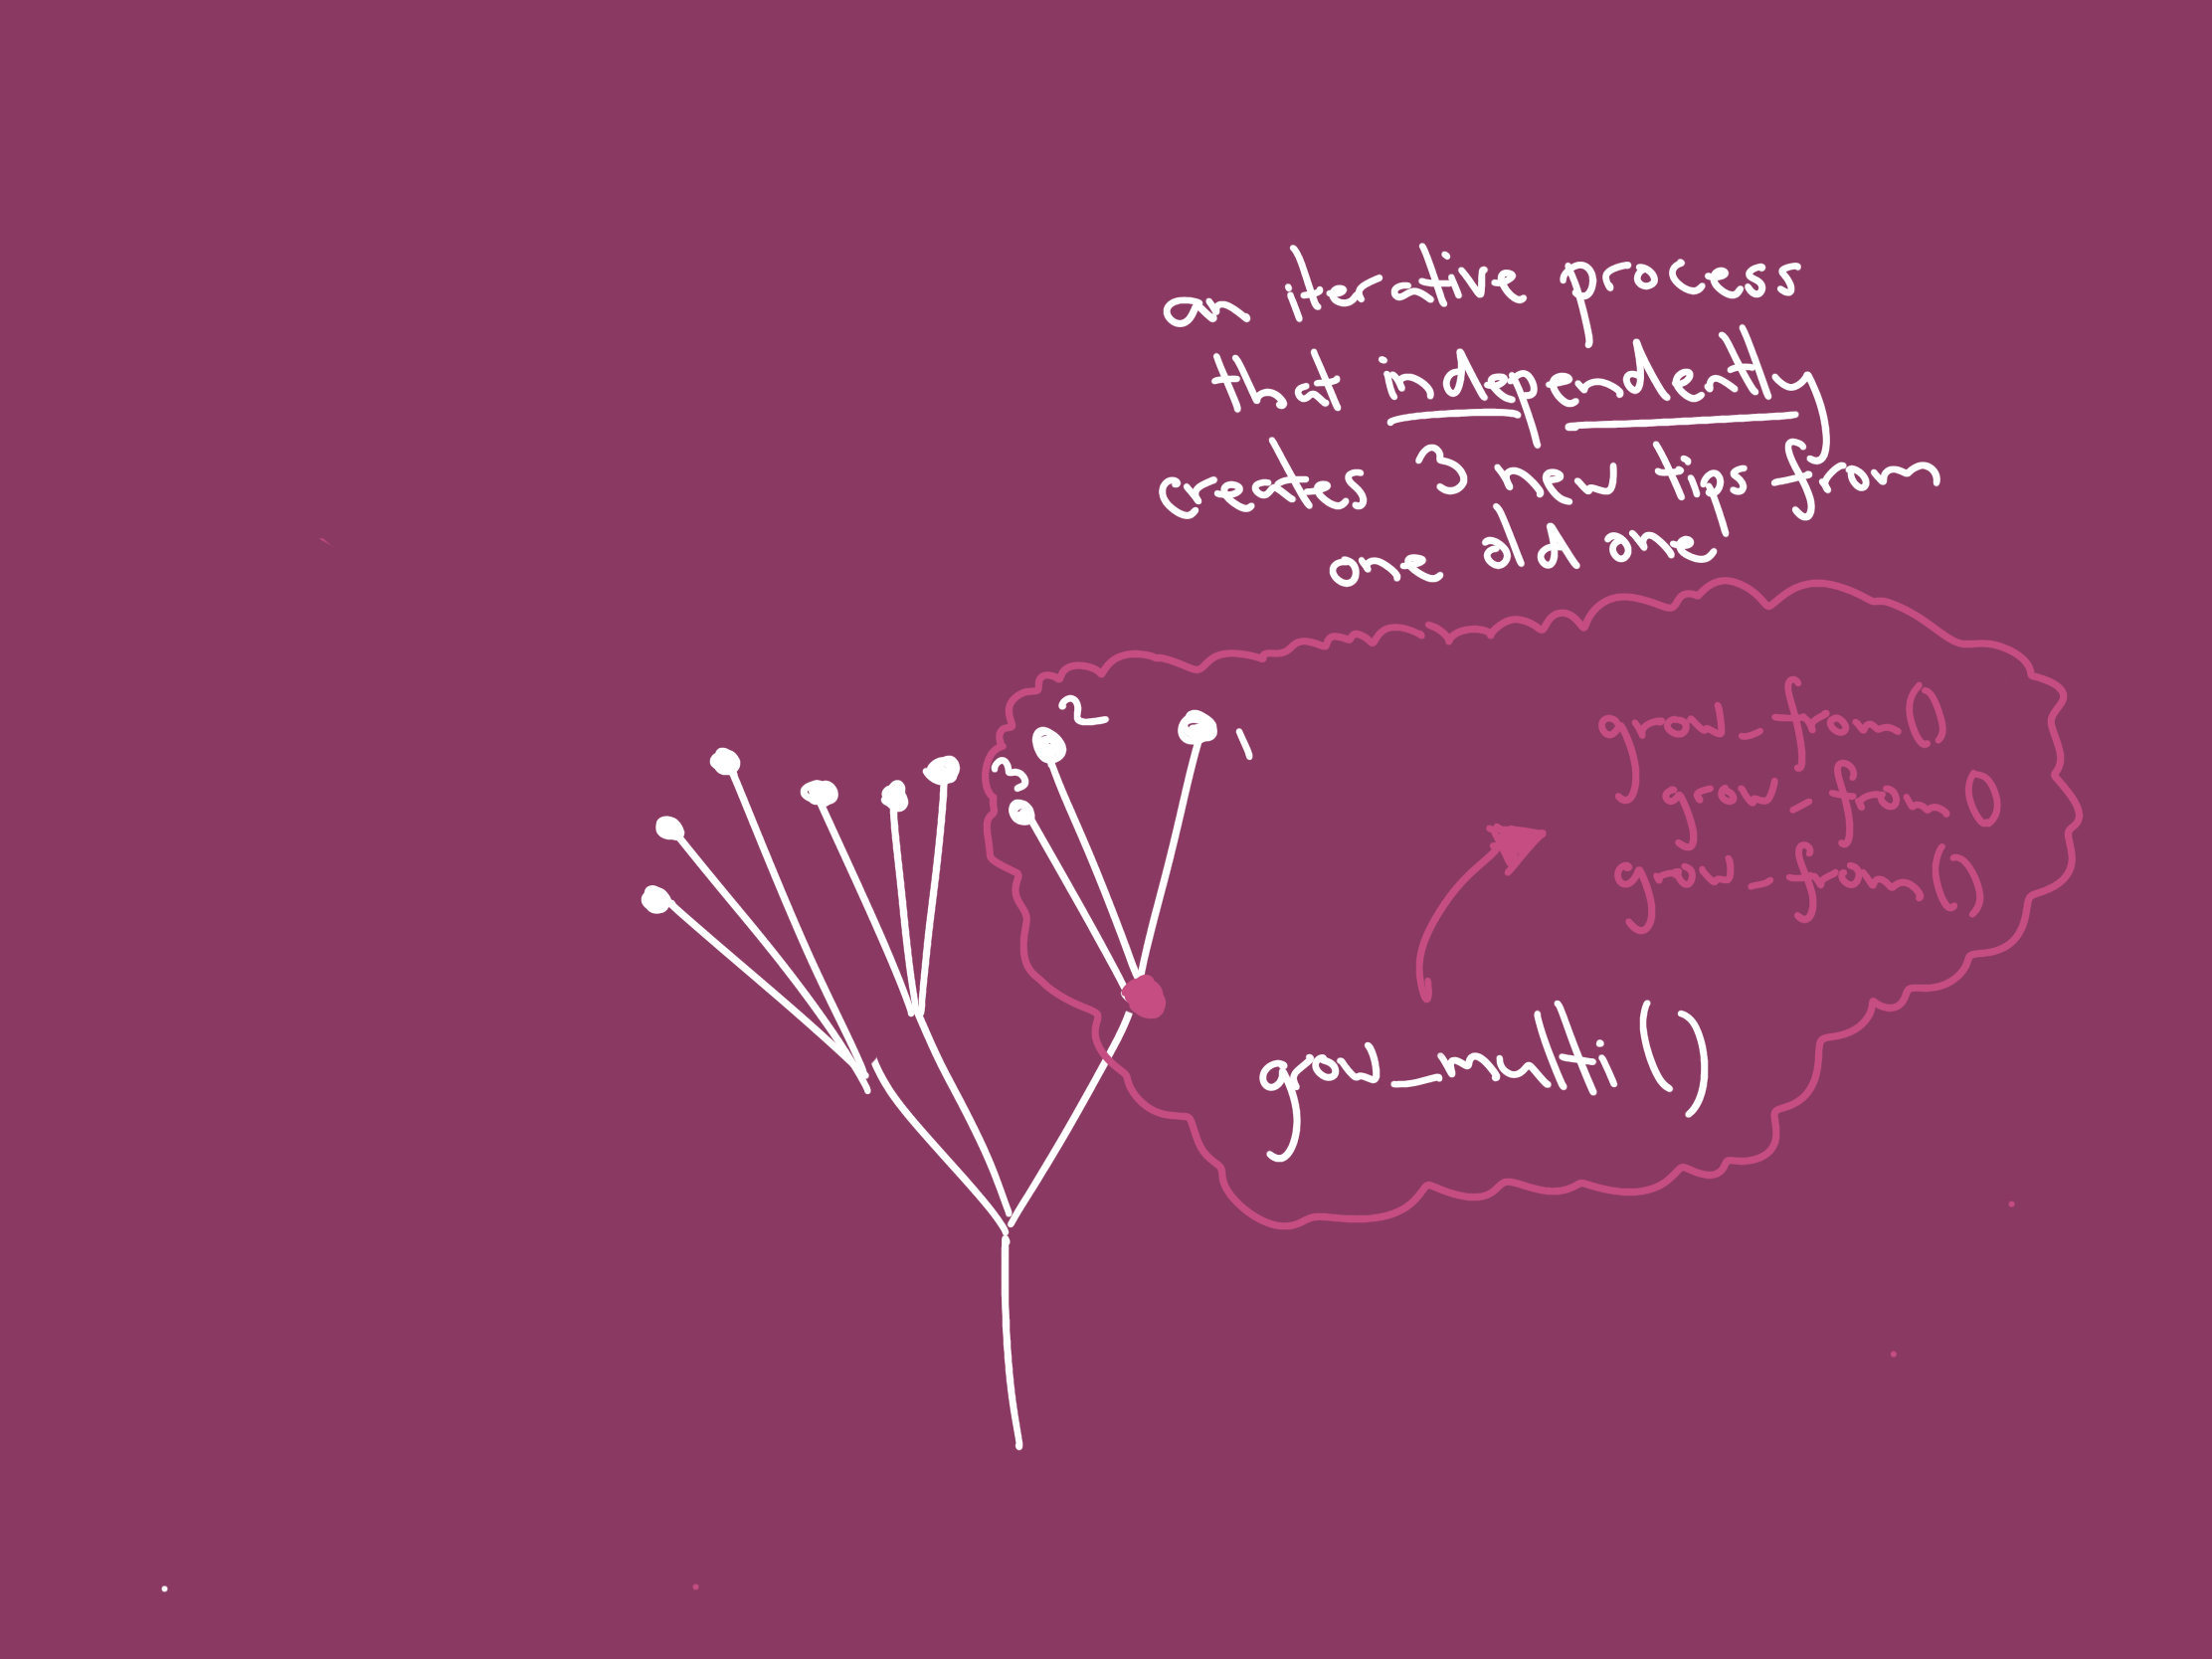 an iterative process
that independently
creates 3 new tips from
one old one
2
1
3
grow_from()
grow_from()
grow_from()
grow_multi()